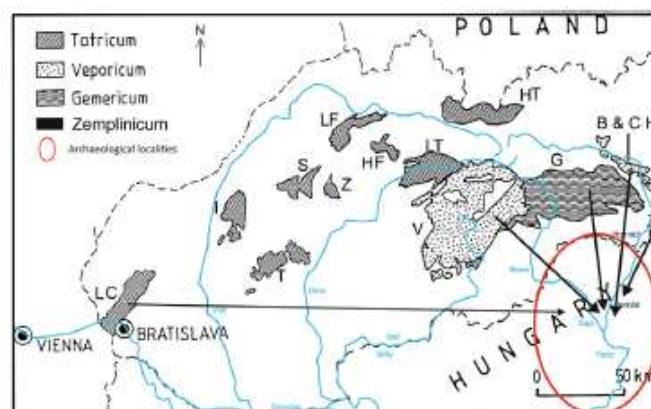 POLAND
Tatricum
Veporicum
Gemericum
Zemplinicum
Archaeological localities
N
HT
LF
HF
LT
B & C H
G
S
Z
I
V
T
LC
BRATISLAVA
VIENNA
HUNGARY
0 50 km